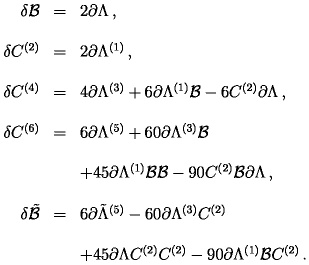 δℬ = 2∂Λ ,
δC⁽²⁾ = 2∂Λ⁽¹⁾ ,
δC⁽⁴⁾ = 4∂Λ⁽³⁾ + 6∂Λ⁽¹⁾ℬ − 6C⁽²⁾∂Λ ,
δC⁽⁶⁾ = 6∂Λ⁽⁵⁾ + 60∂Λ⁽³⁾ℬ
+45∂Λ⁽¹⁾ℬℬ − 90C⁽²⁾ℬ∂Λ ,
δℬ̃ = 6∂Λ̃⁽⁵⁾ − 60∂Λ⁽³⁾C⁽²⁾
+45∂ΛC⁽²⁾C⁽²⁾ − 90∂Λ⁽¹⁾ℬC⁽²⁾ .